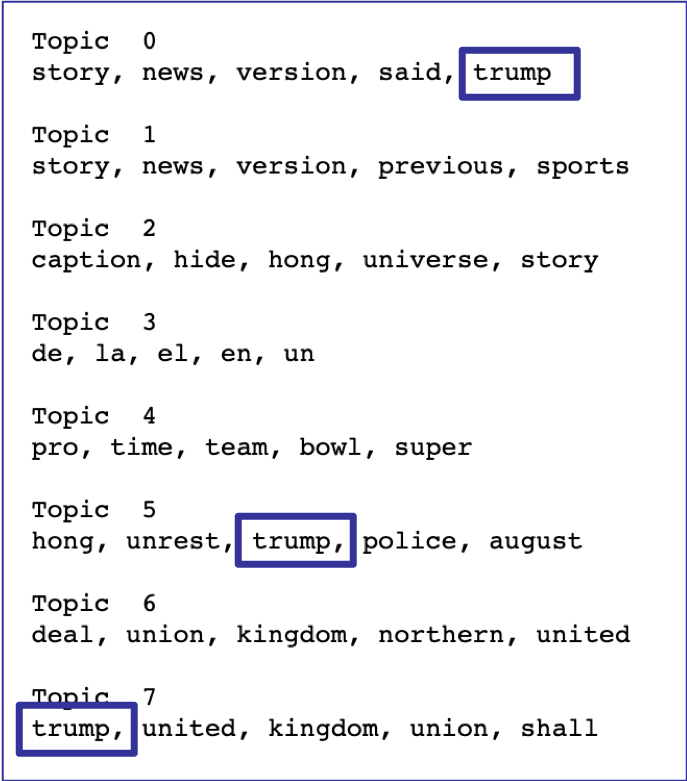 Topic  0
story, news, version, said, trump
Topic  1
story, news, version, previous, sports
Topic  2
caption, hide, hong, universe, story
Topic  3
de, la, el, en, un
Topic  4
pro, time, team, bowl, super
Topic  5
hong, unrest, trump, police, august
Topic  6
deal, union, kingdom, northern, united
Topic  7
trump, united, kingdom, union, shall